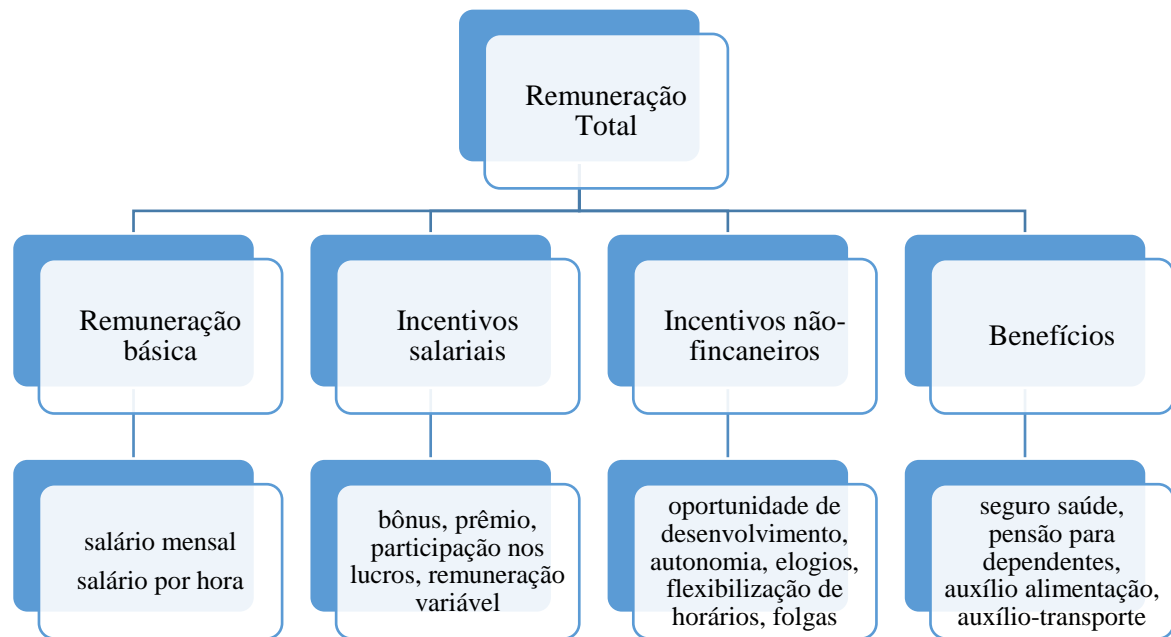 Remuneração
Total
Remuneração
básica
Incentivos
salariais
Incentivos não-
fincaneiros
Benefícios
salário mensal
salário por hora
bônus, prêmio,
participação nos
lucros, remuneração
variável
oportunidade de
desenvolvimento,
autonomia, elogios,
flexibilização de
horários, folgas
seguro saúde,
pensão para
dependentes,
auxílio alimentação,
auxílio-transporte